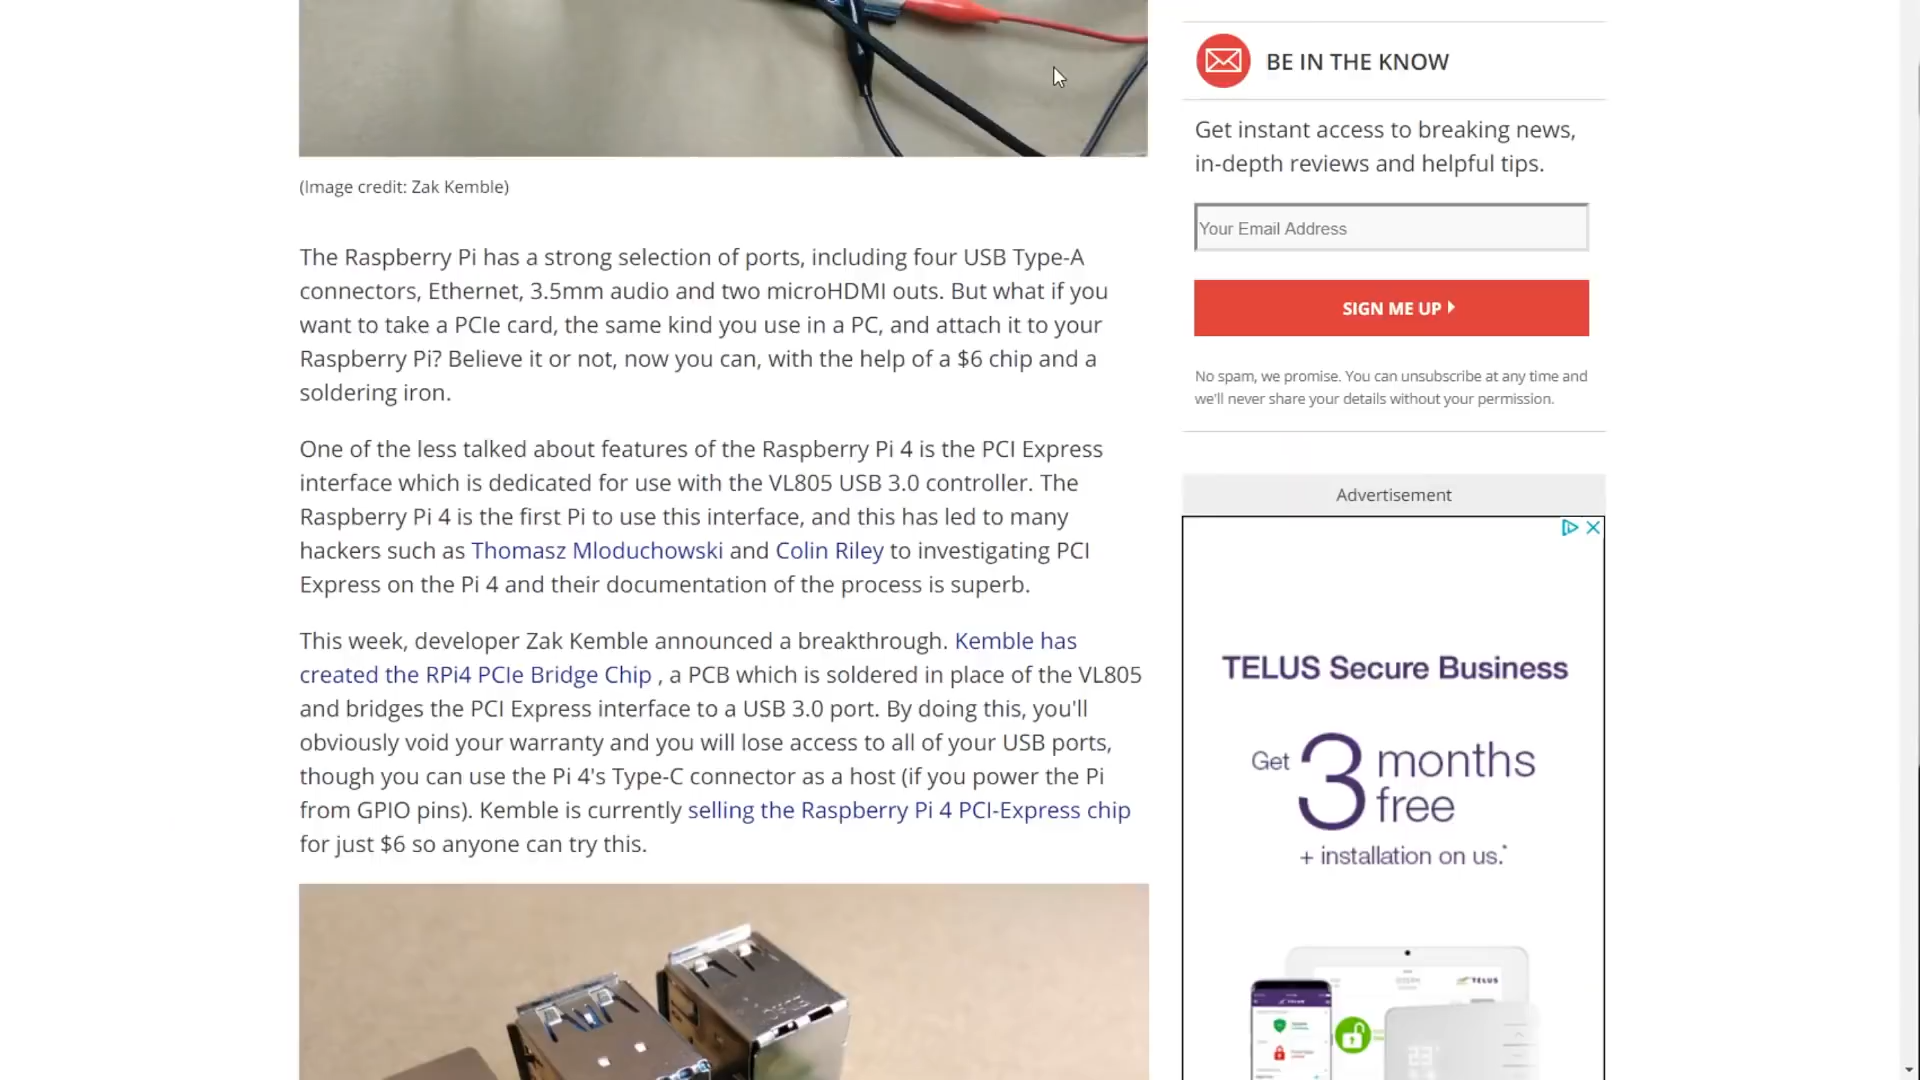 (Image credit: Zak Kemble)
The Raspberry Pi has a strong selection of ports, including four USB Type-A
connectors, Ethernet, 3.5mm audio and two microHDMI outs. But what if you
want to take a PCIe card, the same kind you use in a PC, and attach it to your
Raspberry Pi? Believe it or not, now you can, with the help of a $6 chip and a
soldering iron.
One of the less talked about features of the Raspberry Pi 4 is the PCI Express
interface which is dedicated for use with the VL805 USB 3.0 controller. The
Raspberry Pi 4 is the first Pi to use this interface, and this has led to many
hackers such as Thomasz Mloduchowski and Colin Riley to investigating PCI
Express on the Pi 4 and their documentation of the process is superb.
This week, developer Zak Kemble announced a breakthrough. Kemble has
created the RPi4 PCIe Bridge Chip , a PCB which is soldered in place of the VL805
and bridges the PCI Express interface to a USB 3.0 port. By doing this, you'll
obviously void your warranty and you will lose access to all of your USB ports,
though you can use the Pi 4's Type-C connector as a host (if you power the Pi
from GPIO pins). Kemble is currently selling the Raspberry Pi 4 PCI-Express chip
for just $6 so anyone can try this.
BE IN THE KNOW
Get instant access to breaking news,
in-depth reviews and helpful tips.
Your Email Address
SIGN ME UP
No spam, we promise. You can unsubscribe at any time and
we'll never share your details without your permission.
Advertisement
TELUS Secure Business
Get 3 months
free
+ installation on us.*
TELUS
23°